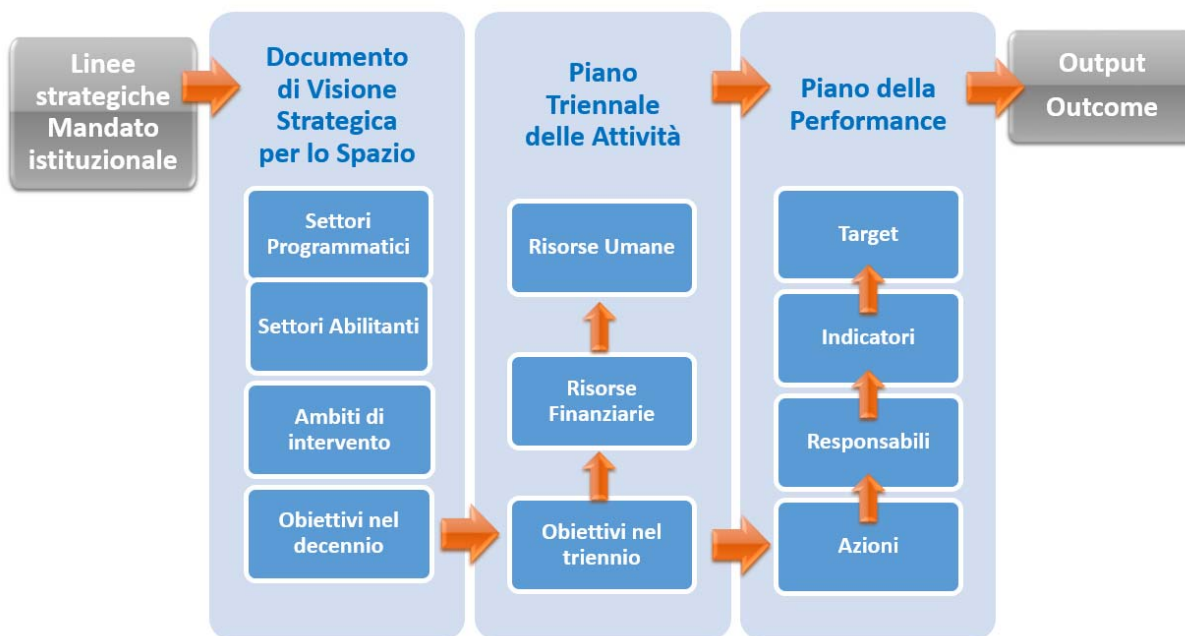 Linee
strategiche
Mandato
istituzionale
Documento
di Visione
Strategica
per lo Spazio
Settori
Programmatici
Settori Abilitanti
Ambiti di
intervento
Obiettivi nel
decennio
Piano
Triennale
delle Attività
Risorse Umane
Risorse
Finanziarie
Obiettivi nel
triennio
Piano della
Performance
Target
Indicatori
Responsabili
Azioni
Output
Outcome